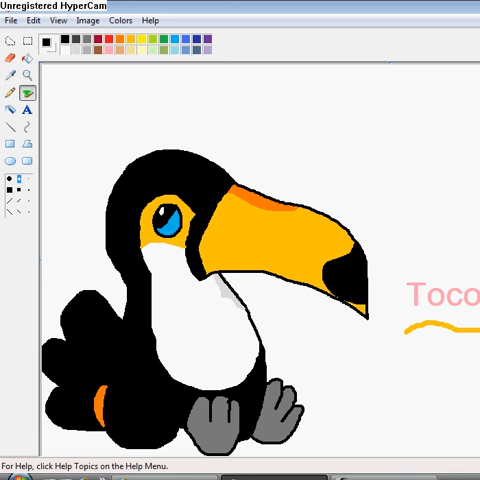 Unregistered HyperCam
File Edit View Image Colors Help
A
Toco
For Help, click Help Topics on the Help Menu.